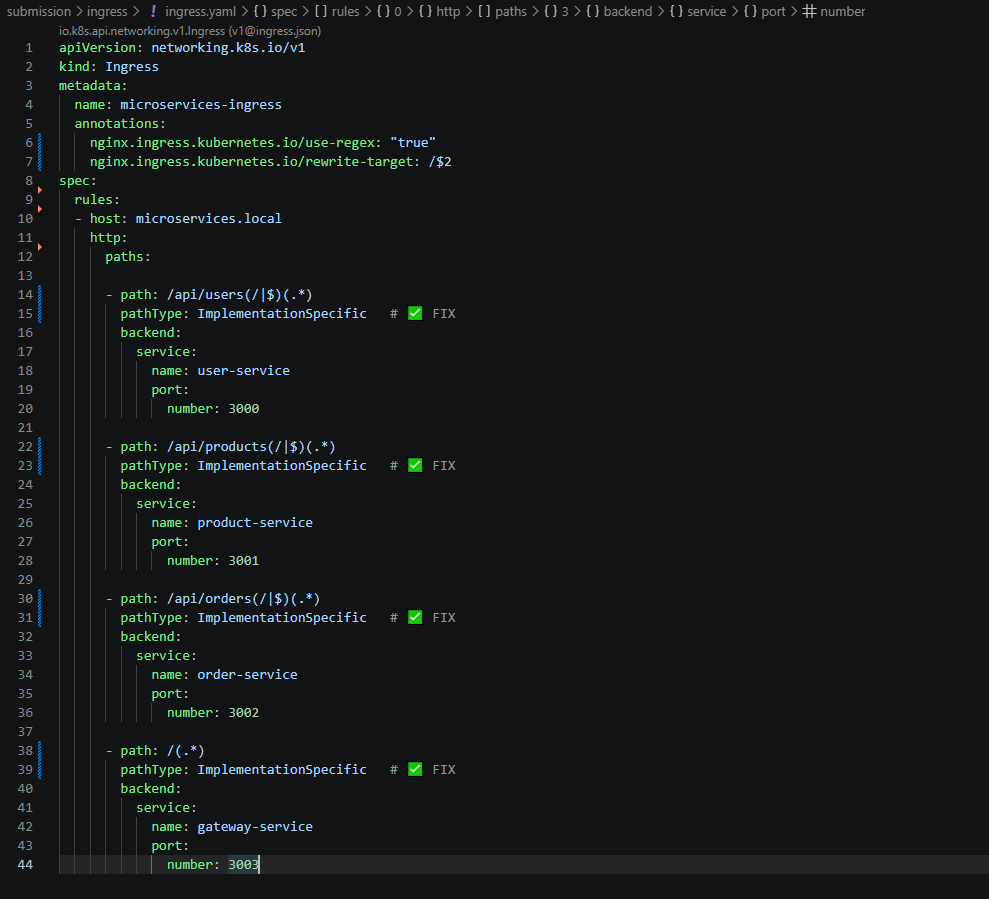 submission > ingress > ! ingress.yaml > {} spec > [ ] rules > {} 0 > {} http > [ ] paths > {} 3 > {} backend > {} service > {} port > # number
io.k8s.api.networking.v1.Ingress (v1@ingress.json)
1 apiVersion: networking.k8s.io/v1
2 kind: Ingress
3 metadata:
4   name: microservices-ingress
5   annotations:
6     nginx.ingress.kubernetes.io/use-regex: "true"
7     nginx.ingress.kubernetes.io/rewrite-target: /$2
8 spec:
9   rules:
10   - host: microservices.local
11     http:
12       paths:
13
14       - path: /api/users(/|$)(.*)
15         pathType: ImplementationSpecific   # ✅ FIX
16         backend:
17           service:
18             name: user-service
19             port:
20               number: 3000
21
22       - path: /api/products(/|$)(.*)
23         pathType: ImplementationSpecific   # ✅ FIX
24         backend:
25           service:
26             name: product-service
27             port:
28               number: 3001
29
30       - path: /api/orders(/|$)(.*)
31         pathType: ImplementationSpecific   # ✅ FIX
32         backend:
33           service:
34             name: order-service
35             port:
36               number: 3002
37
38       - path: /(.*)
39         pathType: ImplementationSpecific   # ✅ FIX
40         backend:
41           service:
42             name: gateway-service
43             port:
44               number: 3003